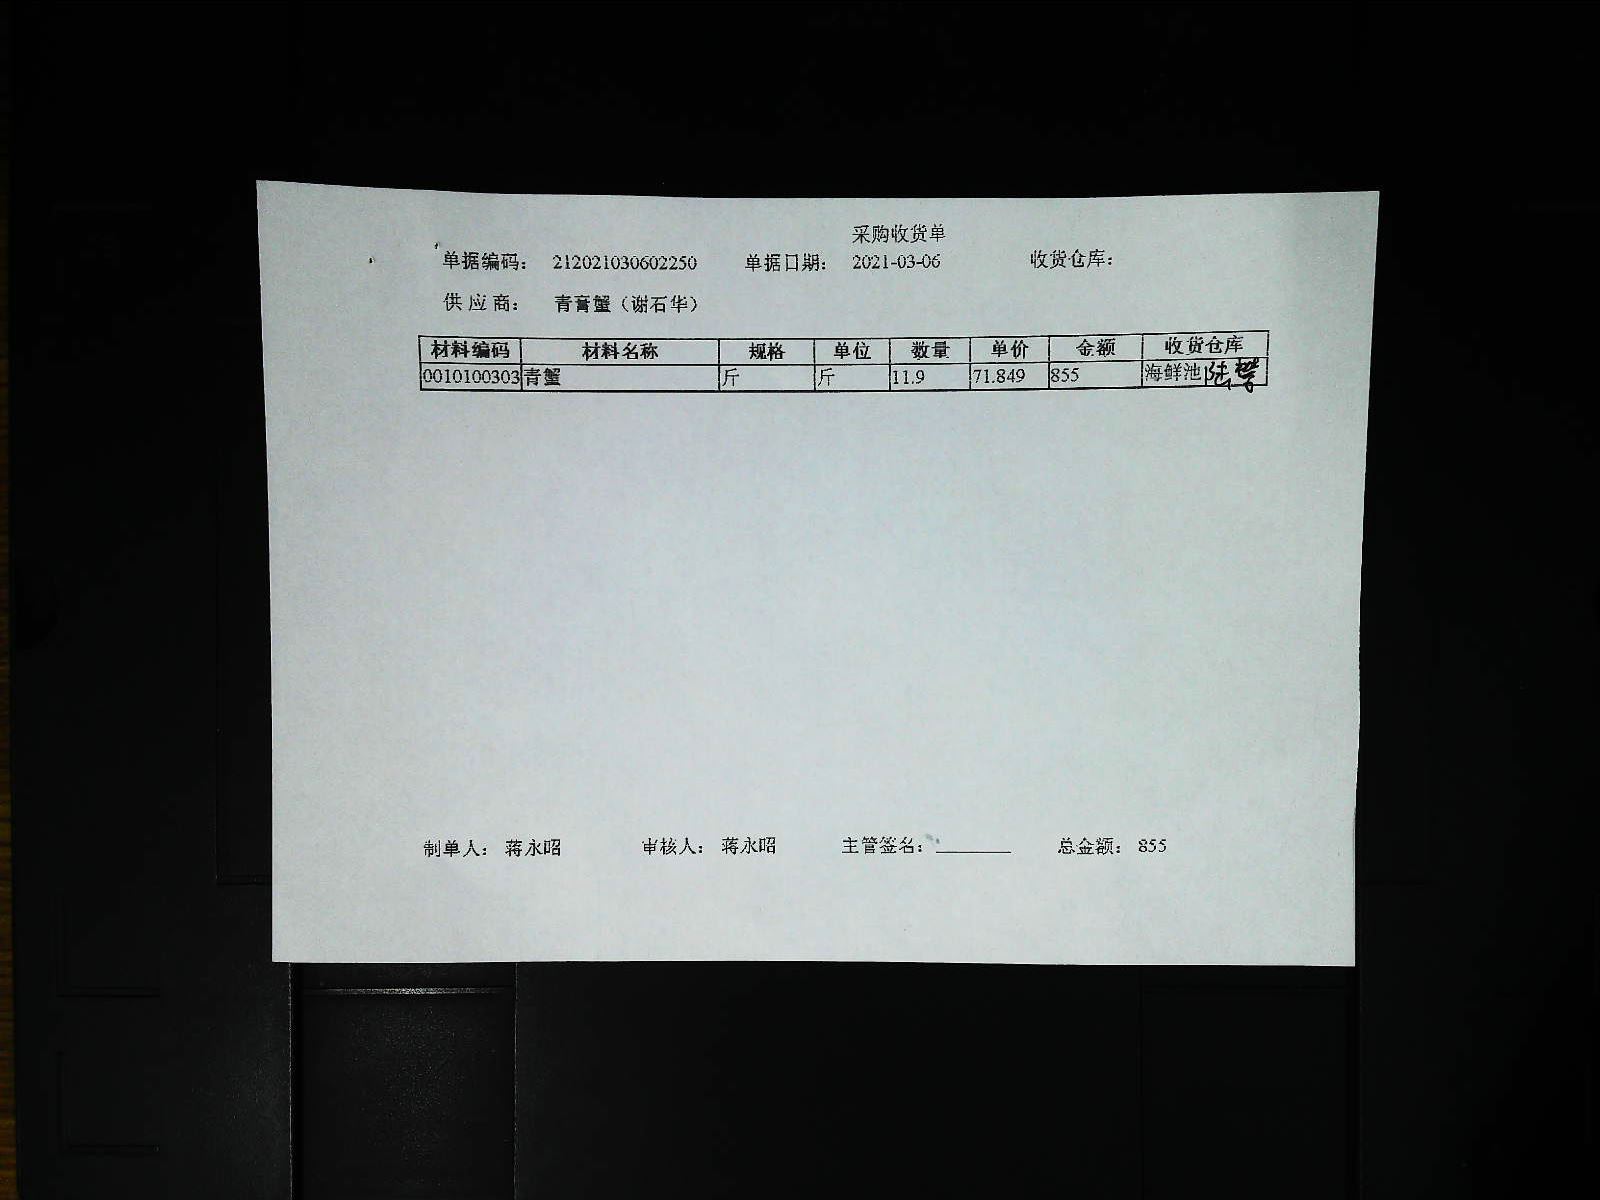 采购收货单
单据编码： 212021030602250 单据日期： 2021-03-06 收货仓库：
供应商： 青膏蟹（谢石华）
材料编码 材料名称 规格 单位 数量 单价 金额 收货仓库
0010100303 青蟹 斤 斤 11.9 71.849 855 海鲜池
制单人： 蒋永昭 审核人： 蒋永昭 主管签名： 总金额： 855